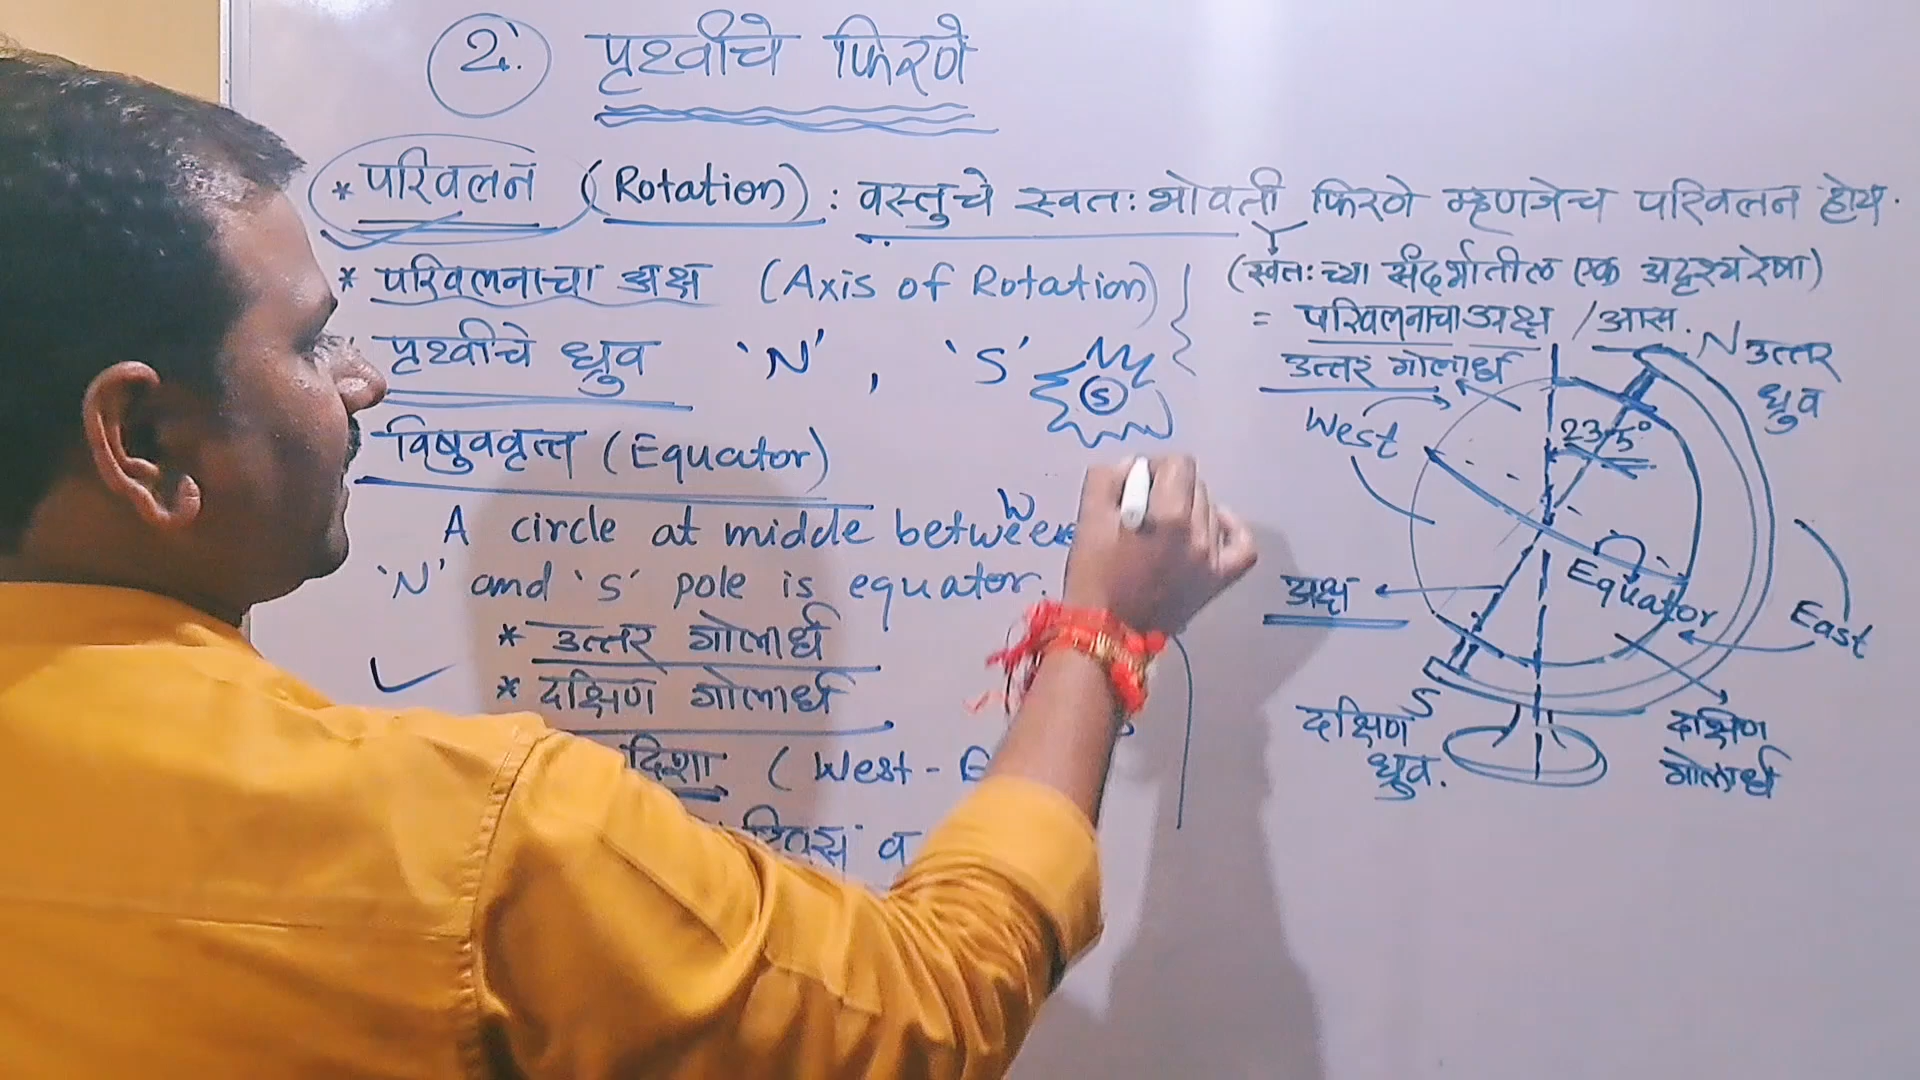 २. पृथ्वीचे फिरणे
* परिवलन (Rotation) : वस्तुचे स्वतः भोवती फिरणे म्हणजेच परिवलन होय.
* परिवलनाचा अक्ष (Axis of Rotation)
(स्वतः च्या संदर्भातील एक अदृश्य रेषा)
= परिवलनाचा अक्ष / आस.
पृथ्वीचे ध्रुव 'N', 'S'
S
विषुववृत्त (Equator)
A circle at middle between
W
'N' and 'S' pole is equator.
* उत्तर गोलार्ध
* दक्षिण गोलार्ध
दिशा (West -
व
उत्तर गोलार्ध
N उत्तर
ध्रुव
West
23.5°
Equator
अक्ष
East
S
दक्षिण
ध्रुव.
दक्षिण
गोलार्ध